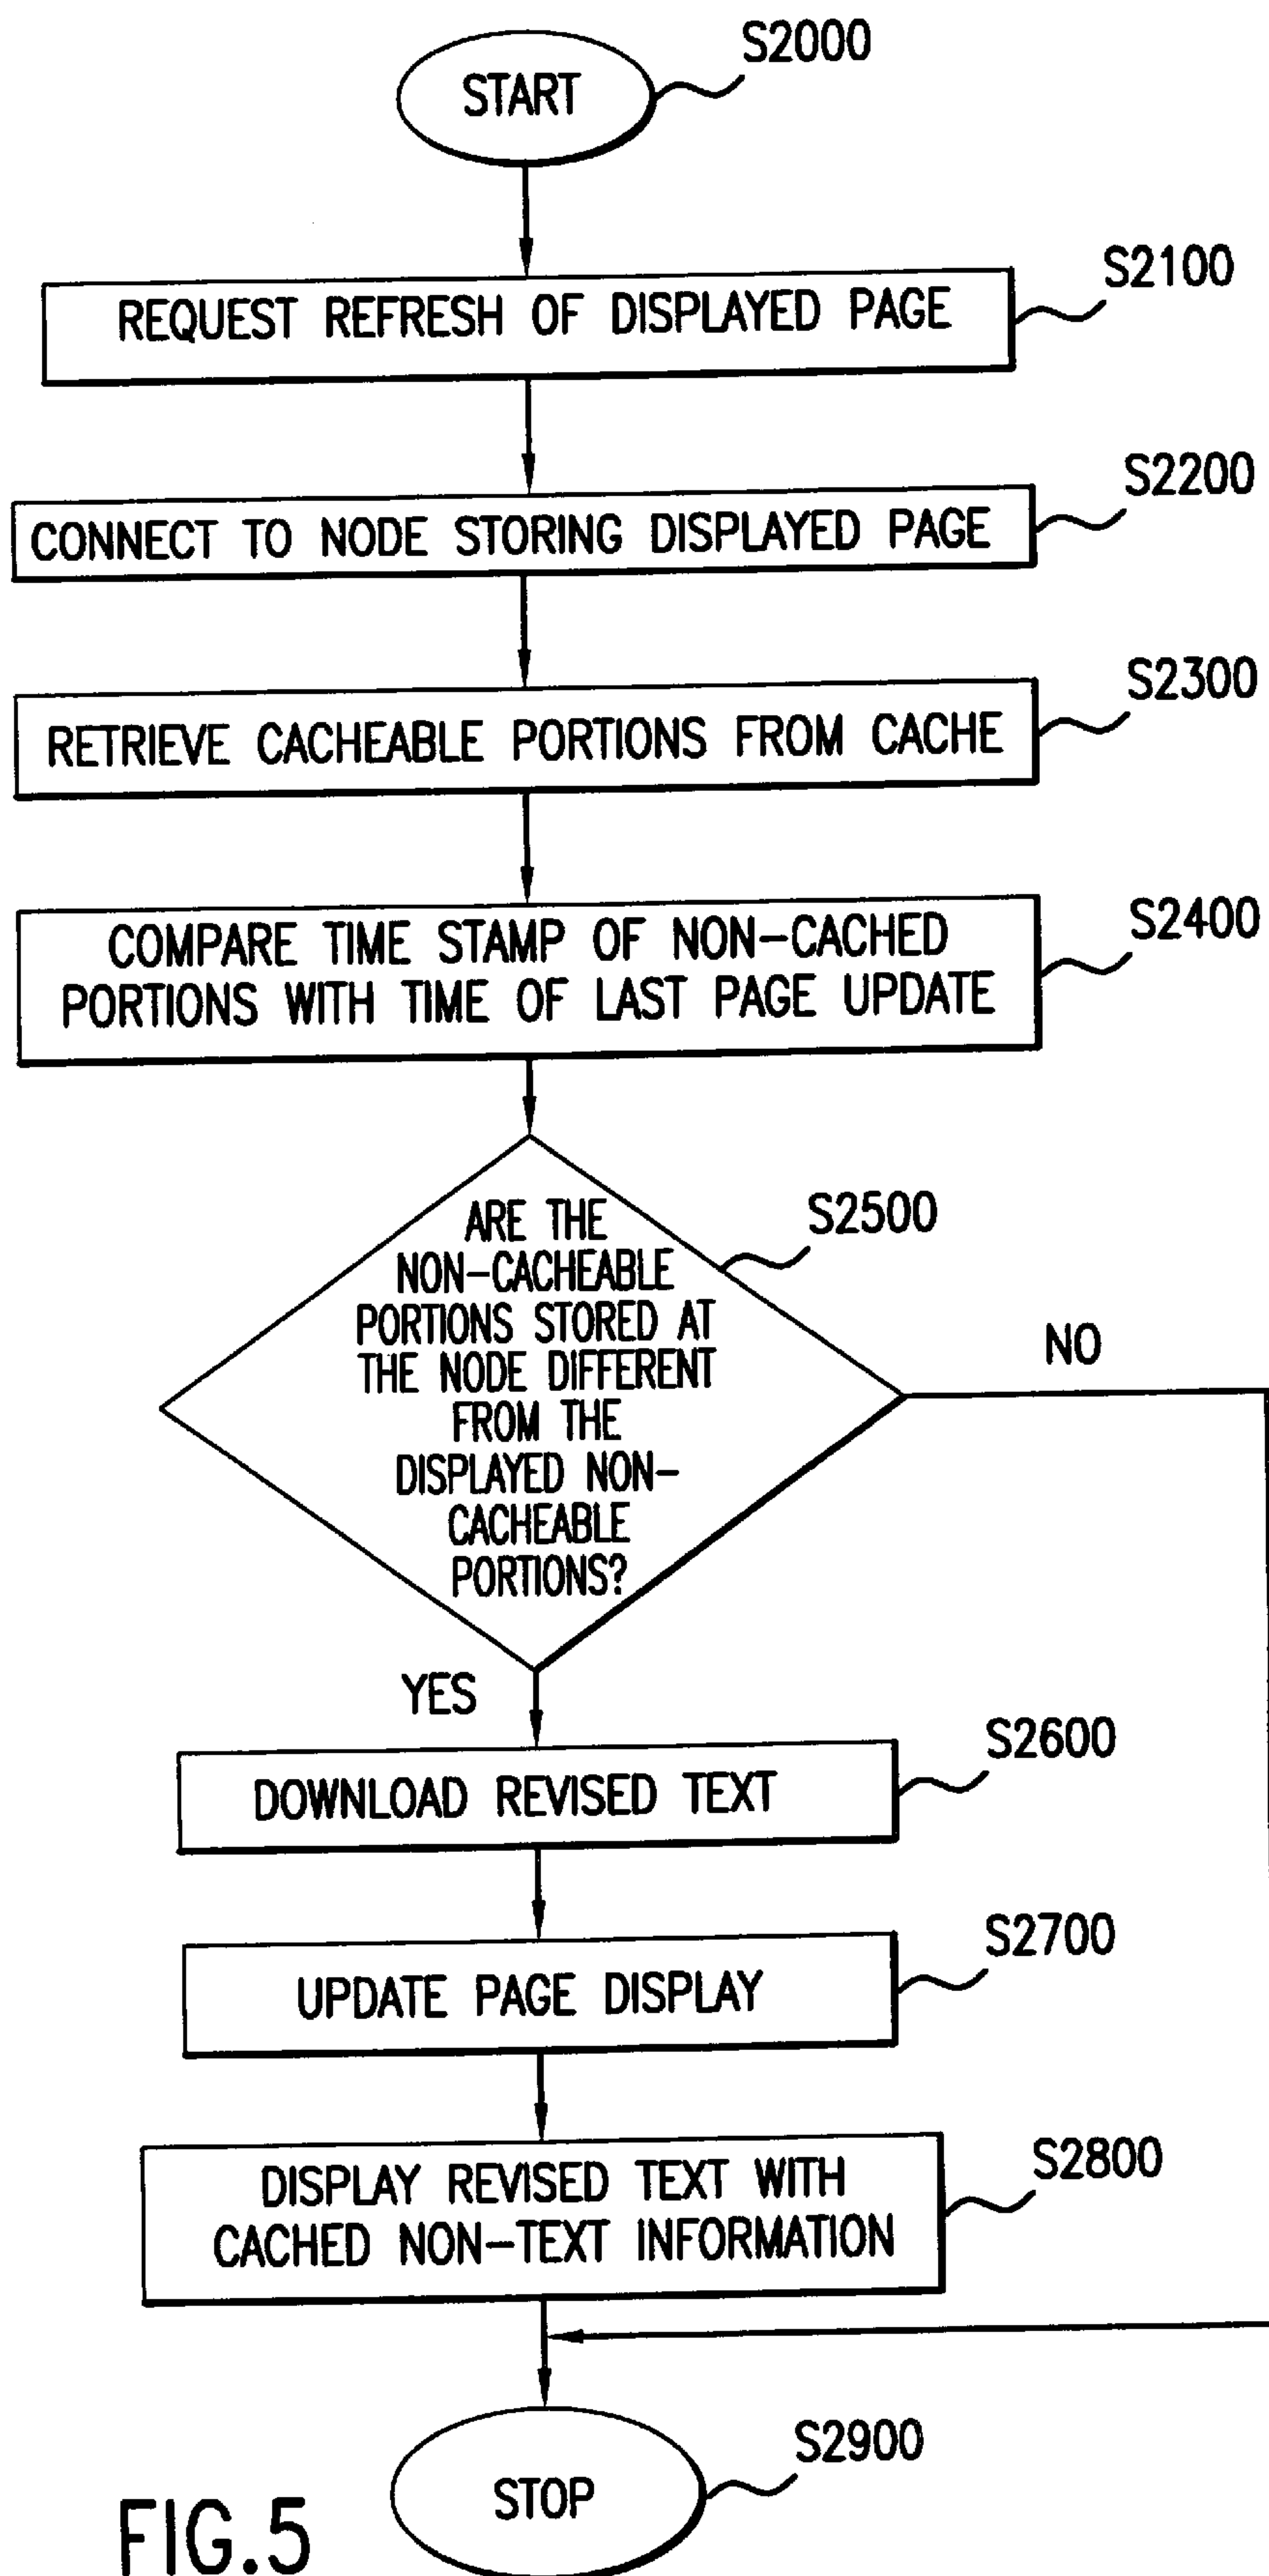 START
S2000
REQUEST REFRESH OF DISPLAYED PAGE
S2100
CONNECT TO NODE STORING DISPLAYED PAGE
S2200
RETRIEVE CACHEABLE PORTIONS FROM CACHE
S2300
COMPARE TIME STAMP OF NON-CACHED
PORTIONS WITH TIME OF LAST PAGE UPDATE
S2400
ARE THE
NON-CACHEABLE
PORTIONS STORED AT
THE NODE DIFFERENT
FROM THE
DISPLAYED NON-
CACHEABLE
PORTIONS?
S2500
NO
YES
DOWNLOAD REVISED TEXT
S2600
UPDATE PAGE DISPLAY
S2700
DISPLAY REVISED TEXT WITH
CACHED NON-TEXT INFORMATION
S2800
STOP
S2900
FIG.5